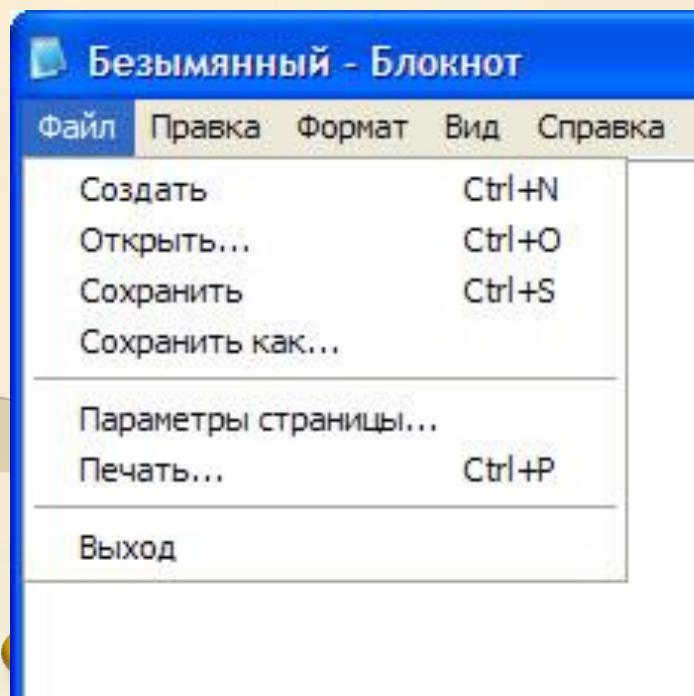 Безымянный - Блокнот
Файл Правка Формат Вид Справка
Создать Ctrl+N
Открыть... Ctrl+O
Сохранить Ctrl+S
Сохранить как...
Параметры страницы...
Печать... Ctrl+P
Выход